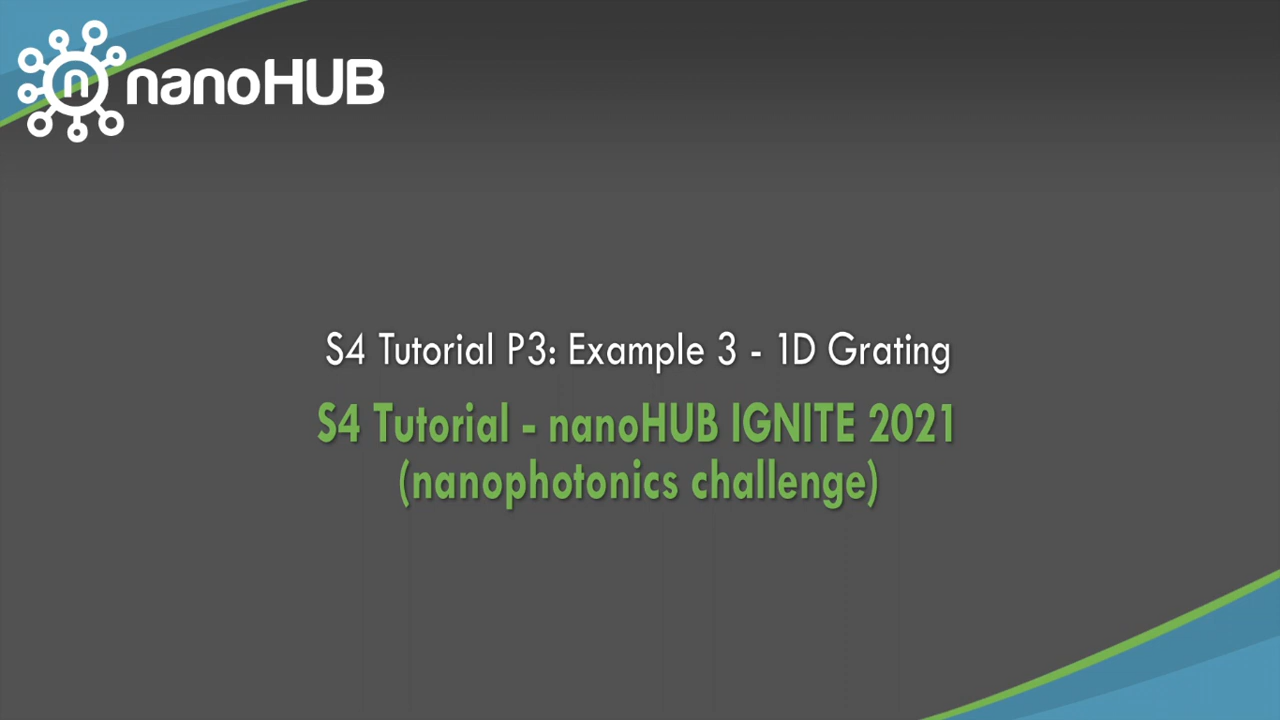 nanoHUB
S4 Tutorial P3: Example 3 - 1D Grating
S4 Tutorial - nanoHUB IGNITE 2021
(nanophotonics challenge)